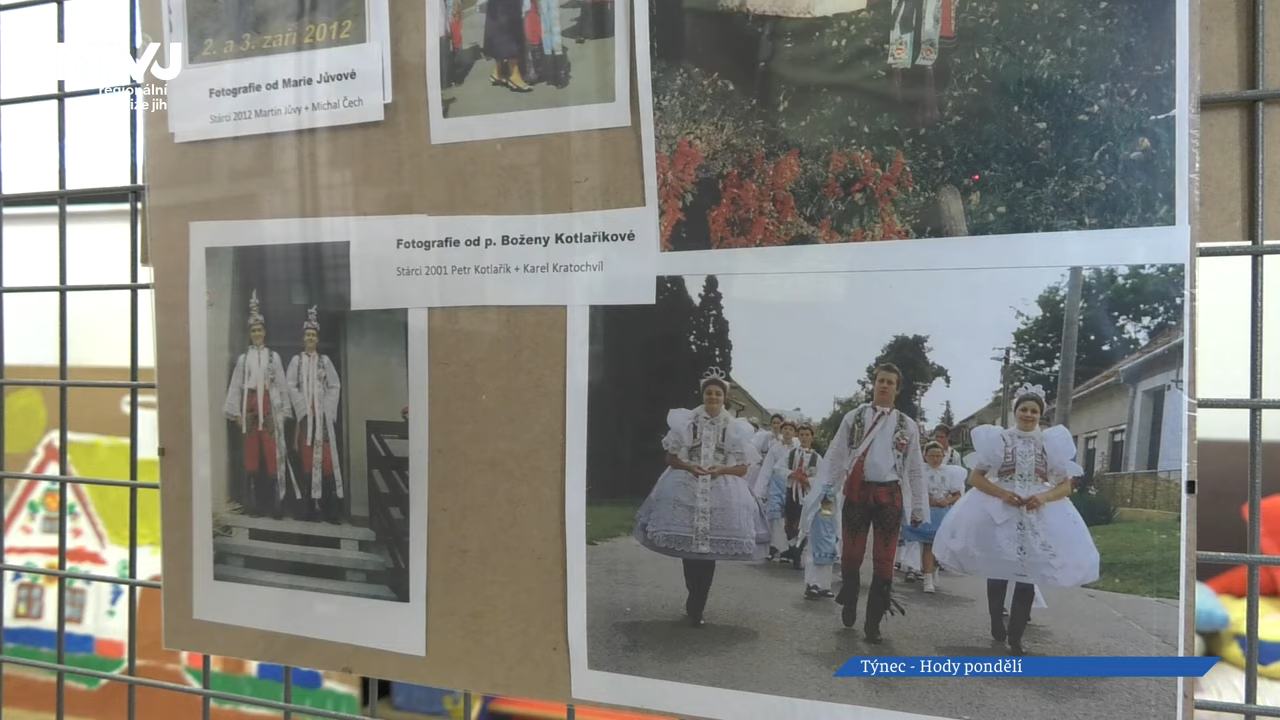 2. a 3. září 2012
regionální
Fotografie od Marie Jůvové
Stárci 2012 Martin Jůvy + Michal Čech
Fotografie od p. Boženy Kotlaříkové
Stárci 2001 Petr Kotlařík + Karel Kratochvíl
Týnec - Hody pondělí